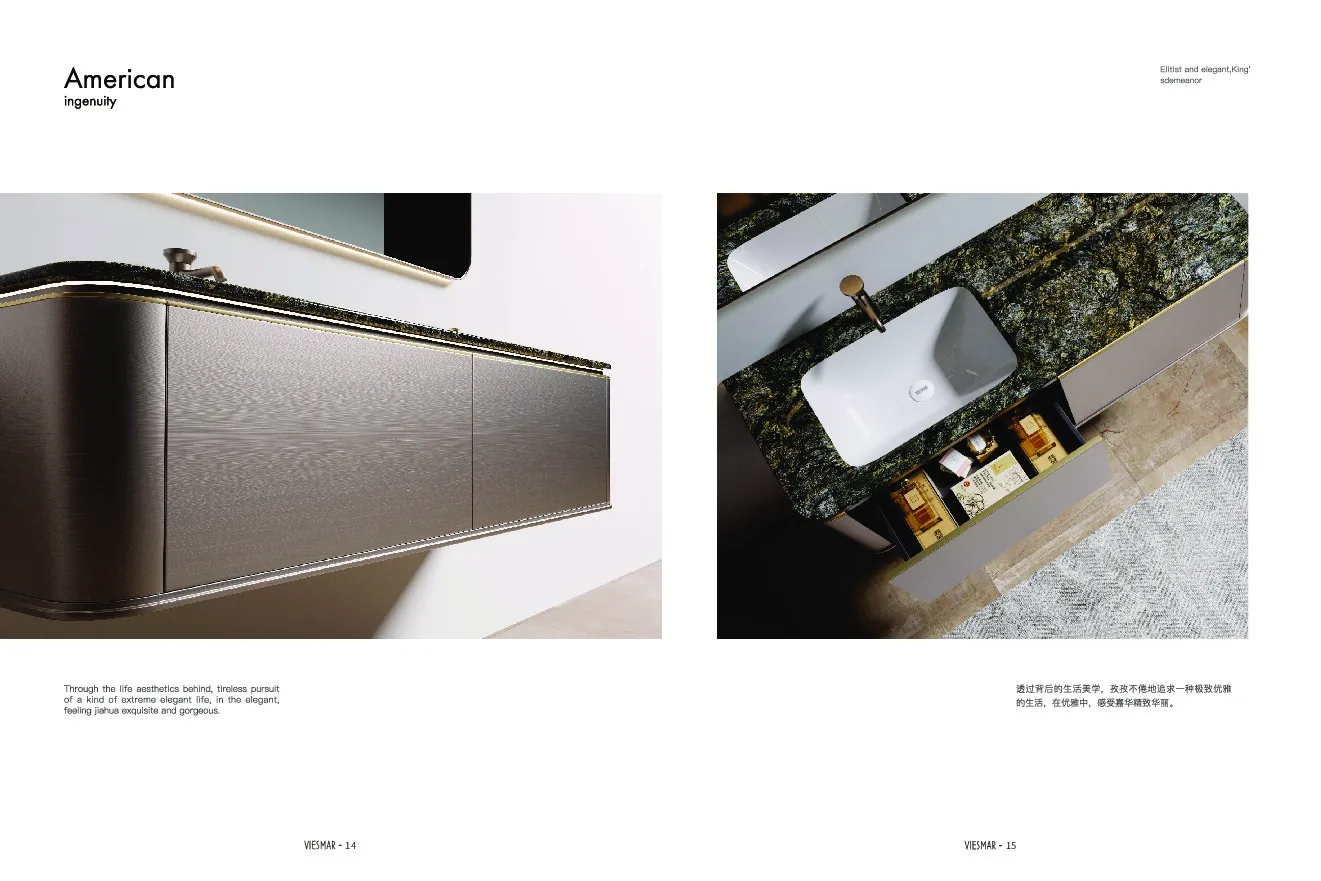 American
ingenuity
Elitist and elegant,King'
sdemeanor
Through the life aesthetics behind, tireless pursuit
of a kind of extreme elegant life, in the elegant,
feeling jiahua exquisite and gorgeous.
透过背后的生活美学，孜孜不倦地追求一种极致优雅
的生活，在优雅中，感受嘉华精致华丽。
VIESMAR - 14
VIESMAR - 15